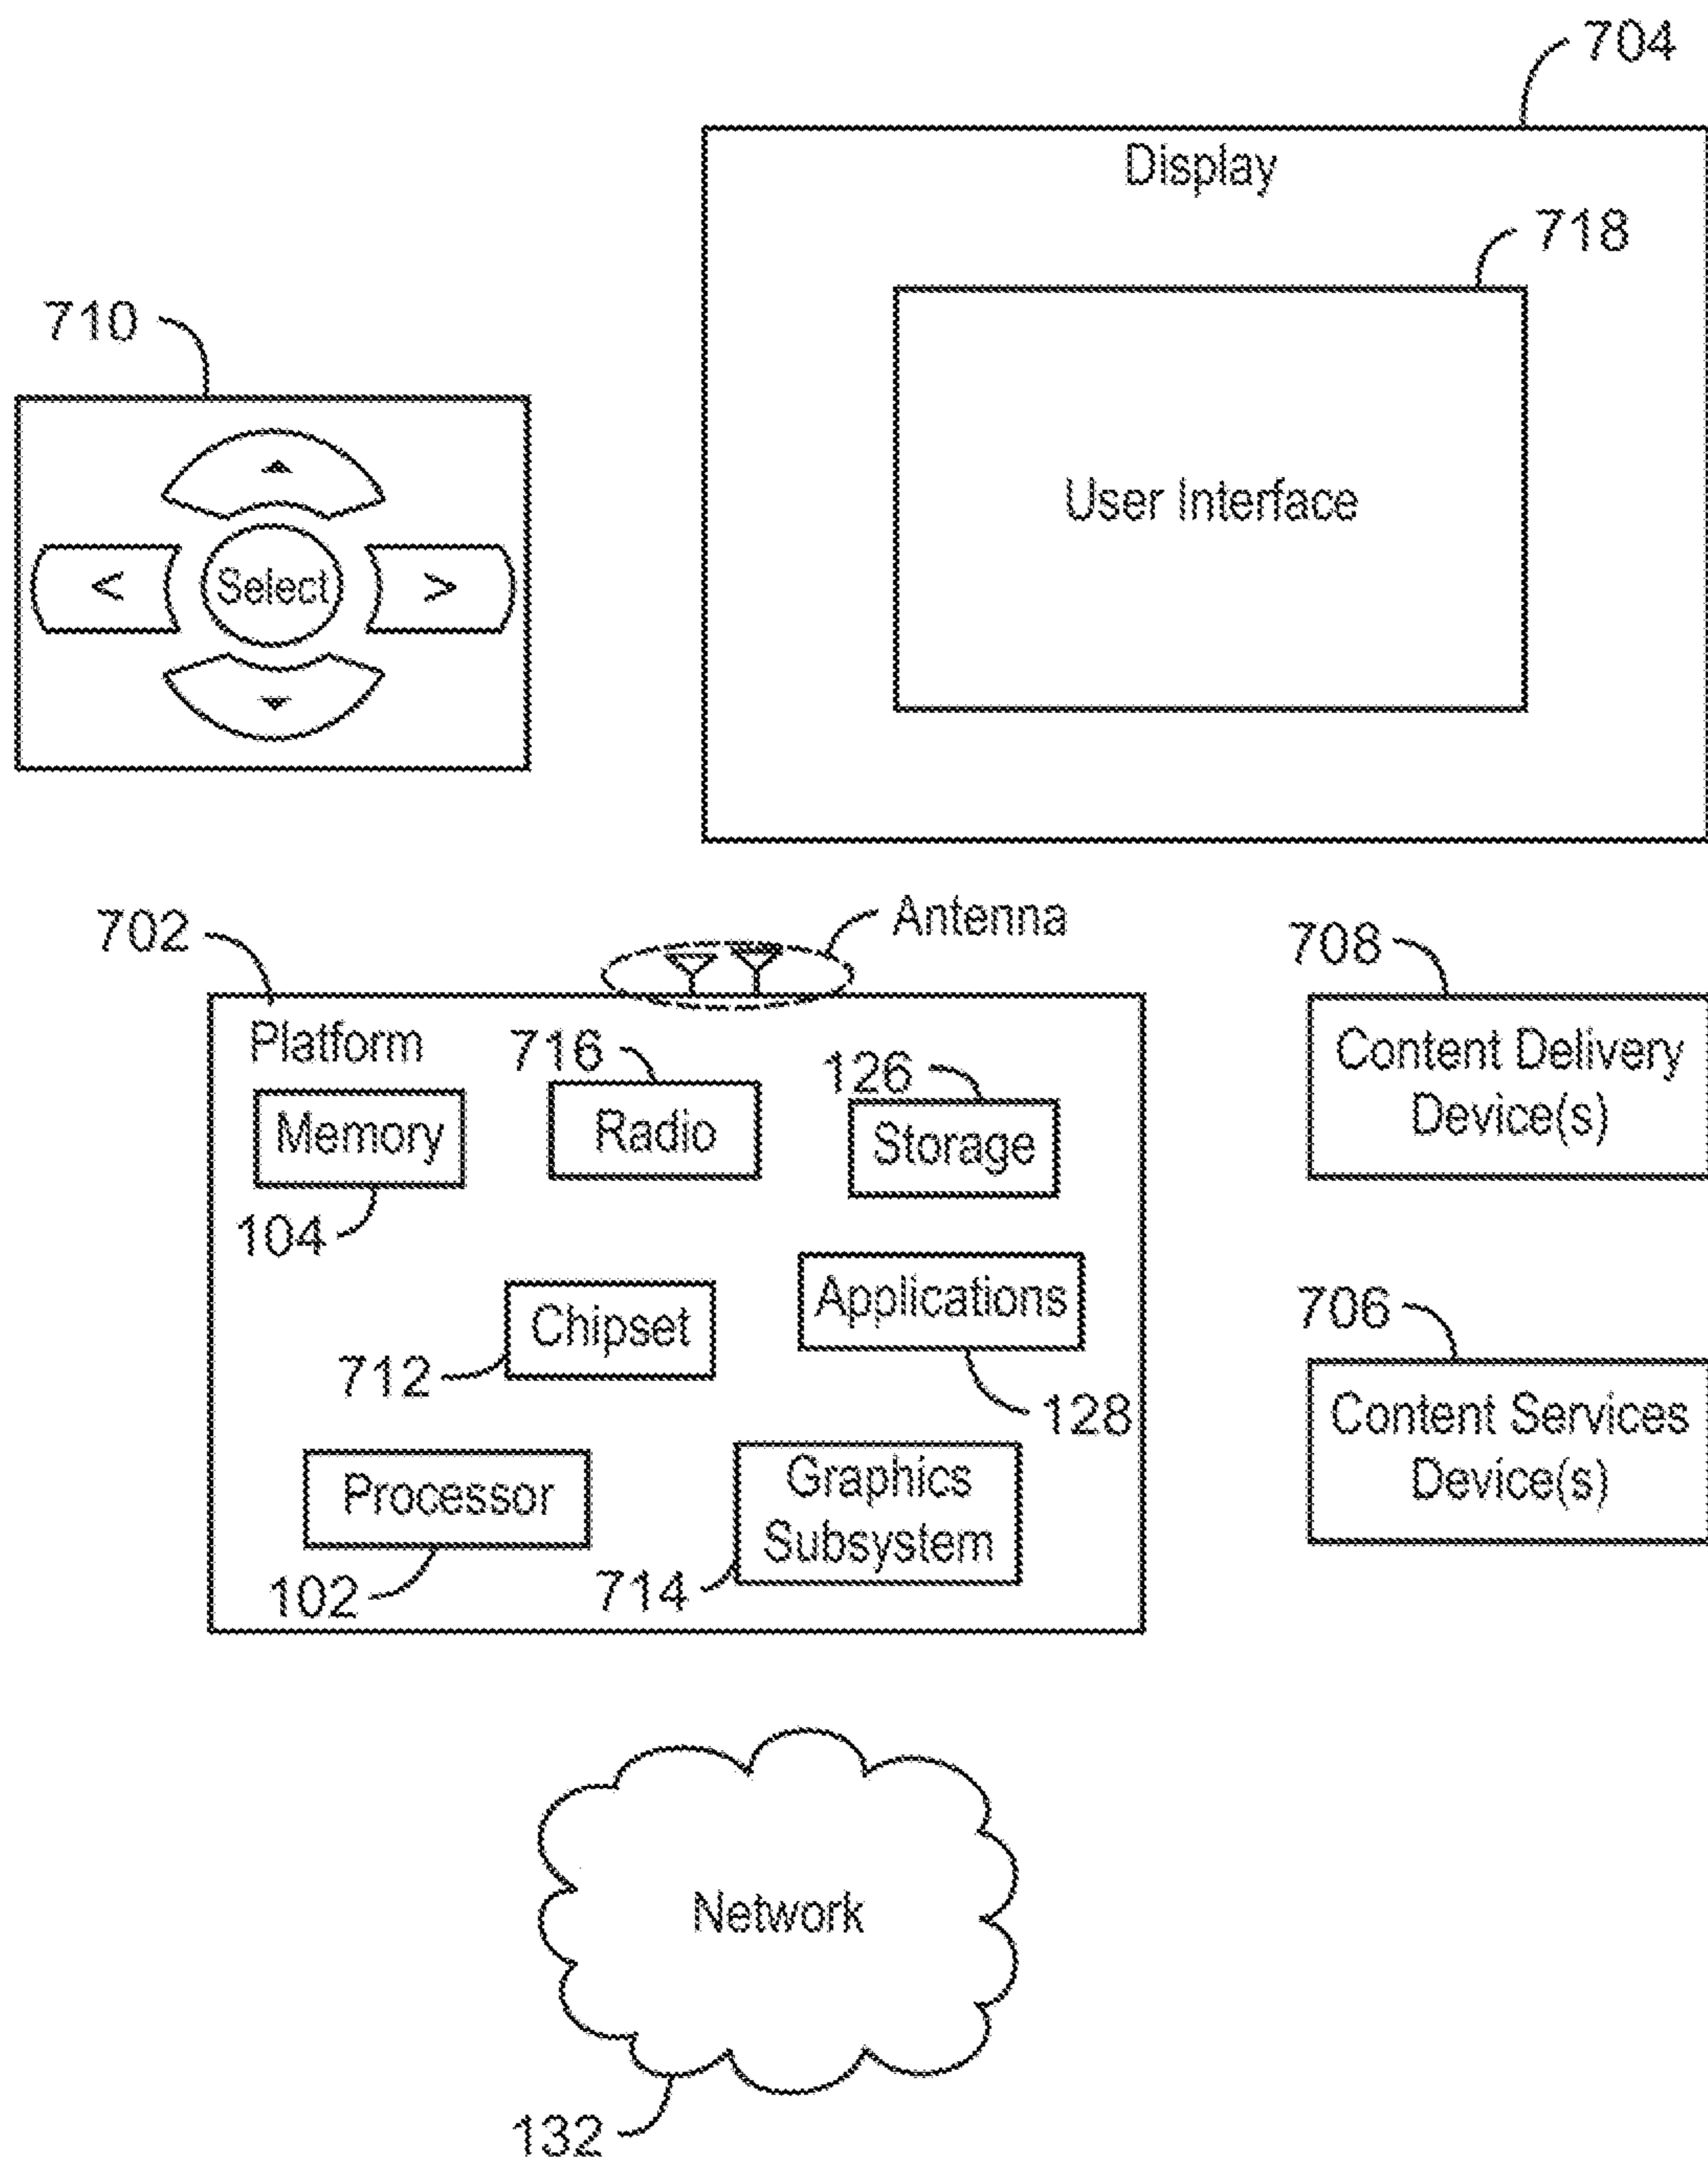 704
Display
718
User Interface
710
<
Select
>
702
Antenna
Platform
716
Radio
126
Storage
Memory
104
Applications
128
Chipset
712
Processor
102
Graphics
Subsystem
714
708
Content Delivery
Device(s)
706
Content Services
Device(s)
Network
132